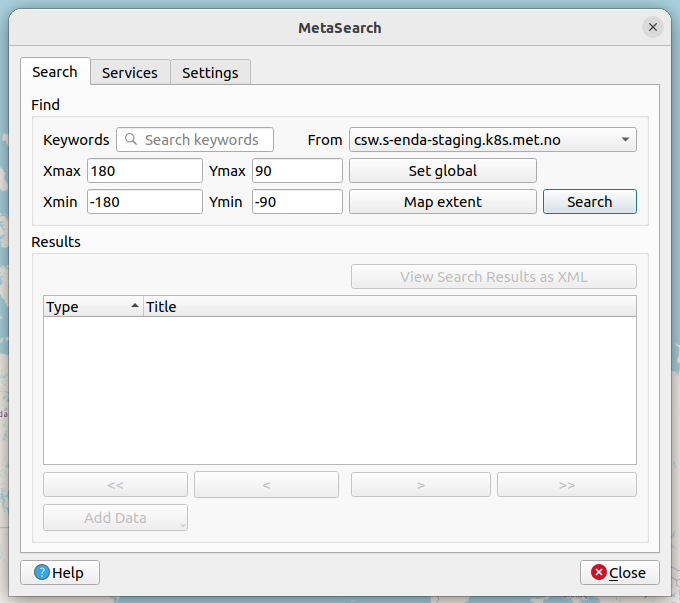 MetaSearch
Search Services Settings
Find
Keywords Search keywords From csw.s-enda-staging.k8s.met.no
Xmax 180 Ymax 90 Set global
Xmin -180 Ymin -90 Map extent Search
Results
View Search Results as XML
Type Title
<< < > >>
Add Data
Help Close